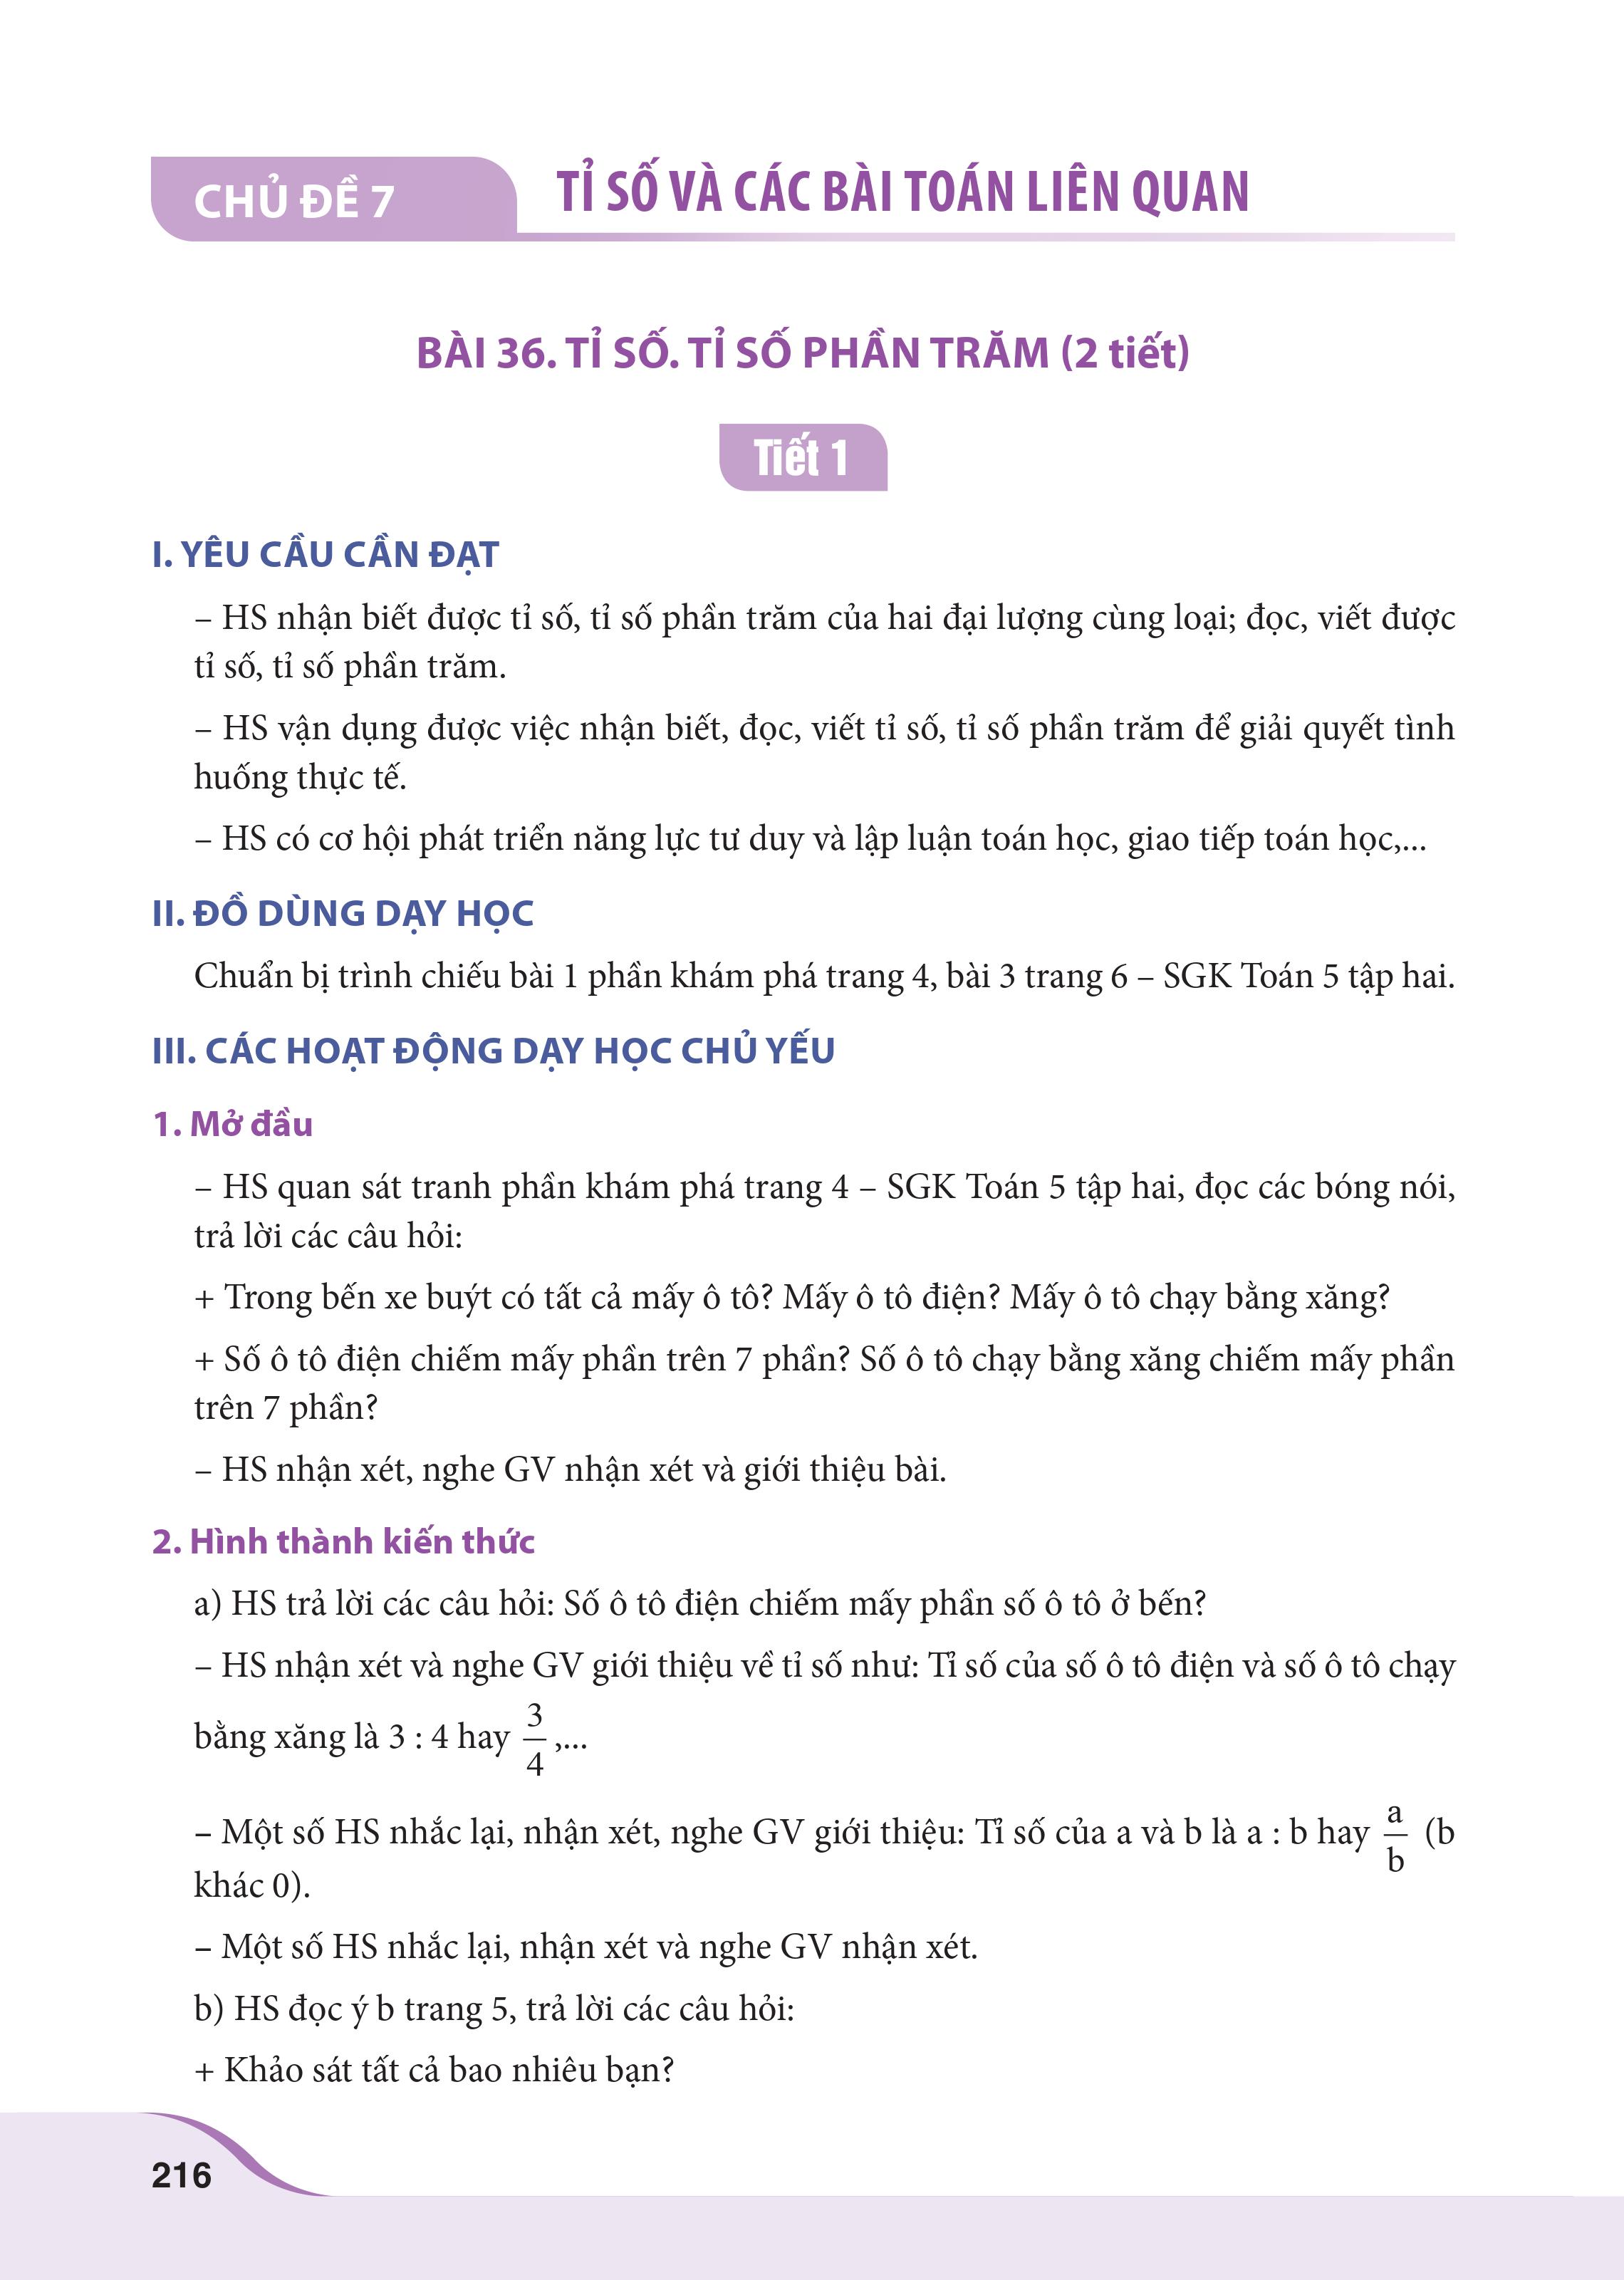 CHỦ ĐỀ 7
TỈ SỐ VÀ CÁC BÀI TOÁN LIÊN QUAN
BÀI 36. TỈ SỐ. TỈ SỐ PHẦN TRĂM (2 tiết)
Tiết 1
I. YÊU CẦU CẦN ĐẠT
– HS nhận biết được tỉ số, tỉ số phần trăm của hai đại lượng cùng loại; đọc, viết được
tỉ số, tỉ số phần trăm.
– HS vận dụng được việc nhận biết, đọc, viết tỉ số, tỉ số phần trăm để giải quyết tình
huống thực tế.
– HS có cơ hội phát triển năng lực tư duy và lập luận toán học, giao tiếp toán học,...
II. ĐỒ DÙNG DẠY HỌC
Chuẩn bị trình chiếu bài 1 phần khám phá trang 4, bài 3 trang 6 – SGK Toán 5 tập hai.
III. CÁC HOẠT ĐỘNG DẠY HỌC CHỦ YẾU
1. Mở đầu
– HS quan sát tranh phần khám phá trang 4 – SGK Toán 5 tập hai, đọc các bóng nói,
trả lời các câu hỏi:
+ Trong bến xe buýt có tất cả mấy ô tô? Mấy ô tô điện? Mấy ô tô chạy bằng xăng?
+ Số ô tô điện chiếm mấy phần trên 7 phần? Số ô tô chạy bằng xăng chiếm mấy phần
trên 7 phần?
– HS nhận xét, nghe GV nhận xét và giới thiệu bài.
2. Hình thành kiến thức
a) HS trả lời các câu hỏi: Số ô tô điện chiếm mấy phần số ô tô ở bến?
– HS nhận xét và nghe GV giới thiệu về tỉ số như: Tỉ số của số ô tô điện và số ô tô chạy
bằng xăng là 3 : 4 hay 3/4,...
– Một số HS nhắc lại, nhận xét, nghe GV giới thiệu: Tỉ số của a và b là a : b hay a/b (b
khác 0).
– Một số HS nhắc lại, nhận xét và nghe GV nhận xét.
b) HS đọc ý b trang 5, trả lời các câu hỏi:
+ Khảo sát tất cả bao nhiêu bạn?
216